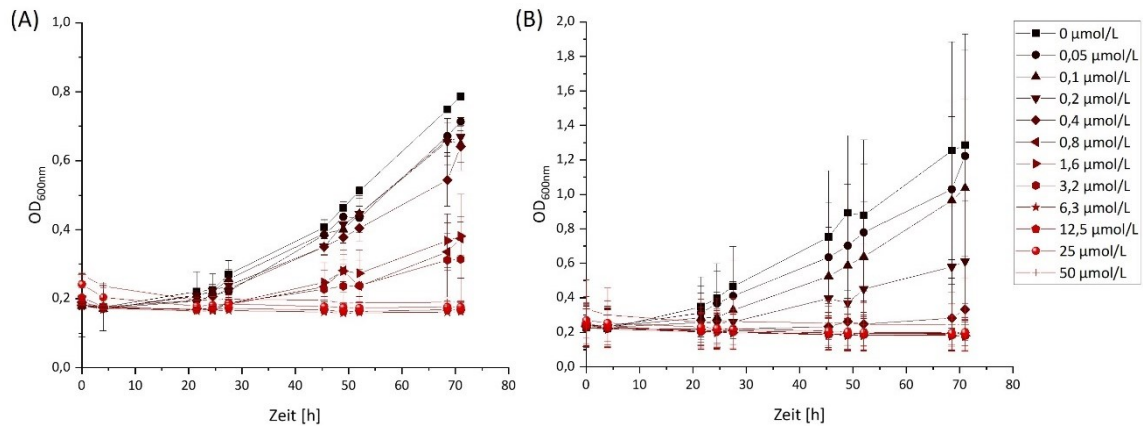 (A)
1,0
0,8
0,6
0,4
0,2
0,0
OD600nm
0 10 20 30 40 50 60 70 80
Zeit [h]
(B)
2,0
1,8
1,6
1,4
1,2
1,0
0,8
0,6
0,4
0,2
0,0
OD600nm
0 10 20 30 40 50 60 70 80
Zeit [h]
0 µmol/L
0,05 µmol/L
0,1 µmol/L
0,2 µmol/L
0,4 µmol/L
0,8 µmol/L
1,6 µmol/L
3,2 µmol/L
6,3 µmol/L
12,5 µmol/L
25 µmol/L
50 µmol/L